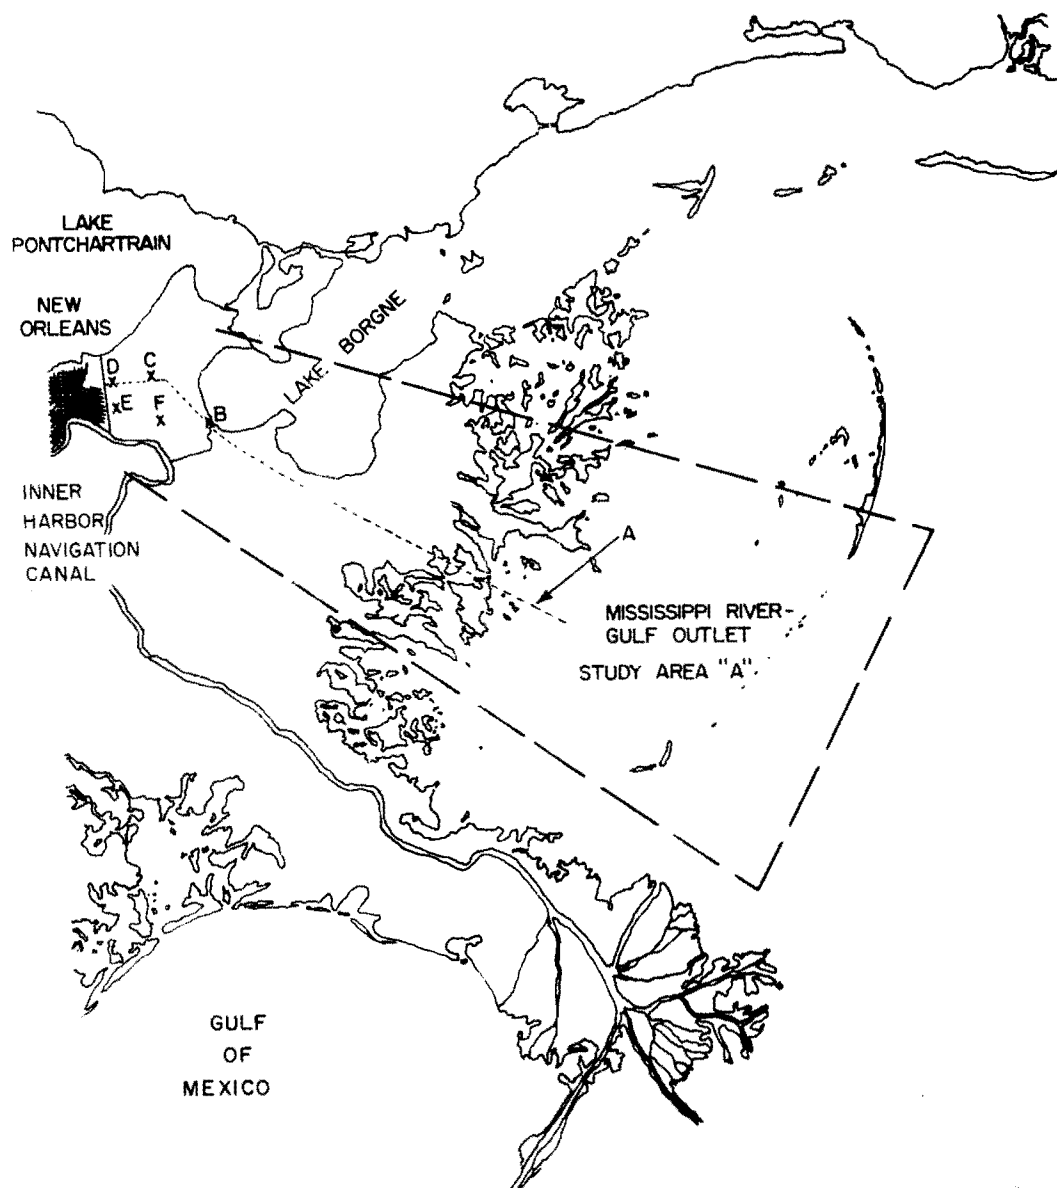 LAKE
PONTCHARTRAIN
NEW
ORLEANS
LAKE BORGNE
D
C
E
F
B
INNER
HARBOR
NAVIGATION
CANAL
A
MISSISSIPPI RIVER-
GULF OUTLET
STUDY AREA "A"
GULF
OF
MEXICO